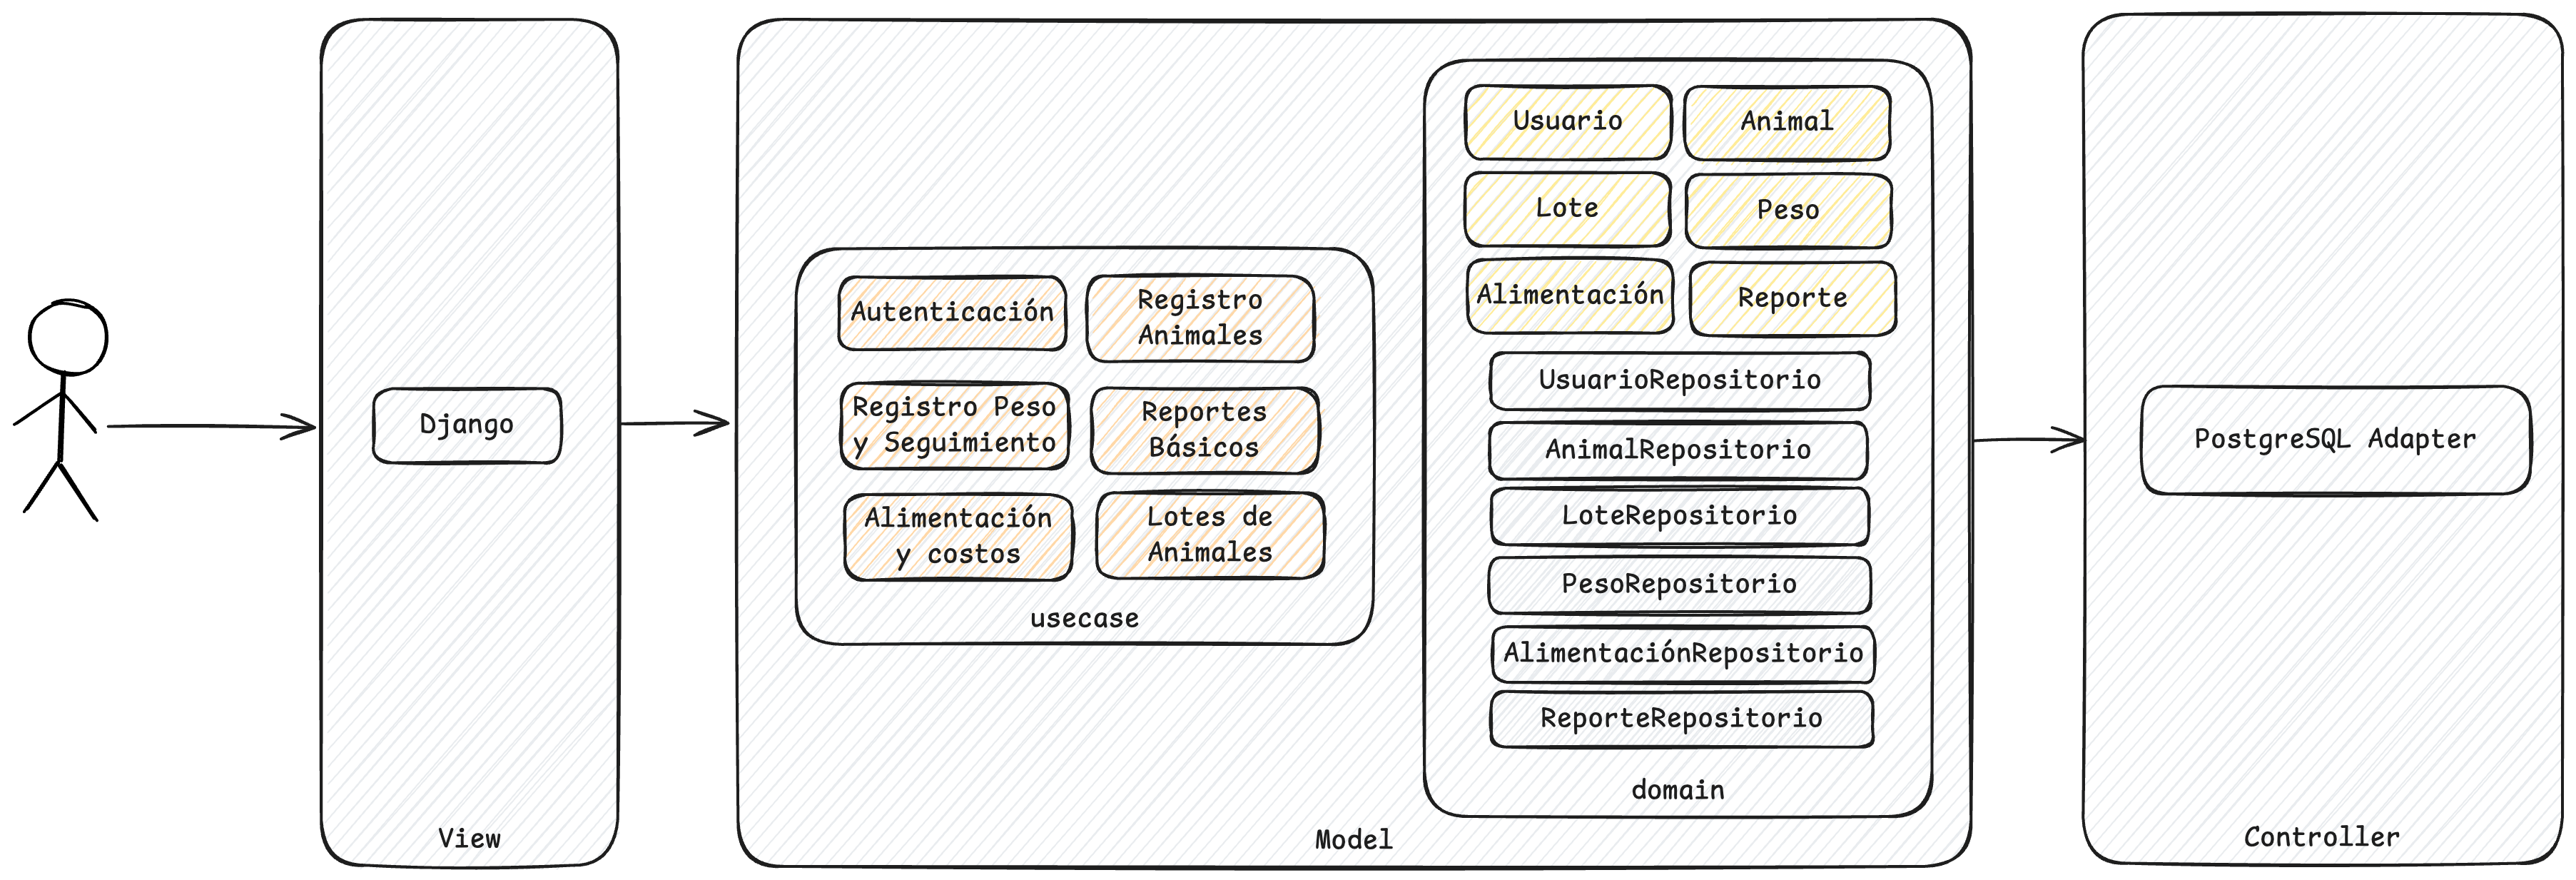 Django
View
Autenticación
Registro
Animales
Registro Peso
y Seguimiento
Reportes
Básicos
Alimentación
y costos
Lotes de
Animales
usecase
Usuario
Animal
Lote
Peso
Alimentación
Reporte
UsuarioRepositorio
AnimalRepositorio
LoteRepositorio
PesoRepositorio
AlimentaciónRepositorio
ReporteRepositorio
domain
Model
PostgreSQL Adapter
Controller